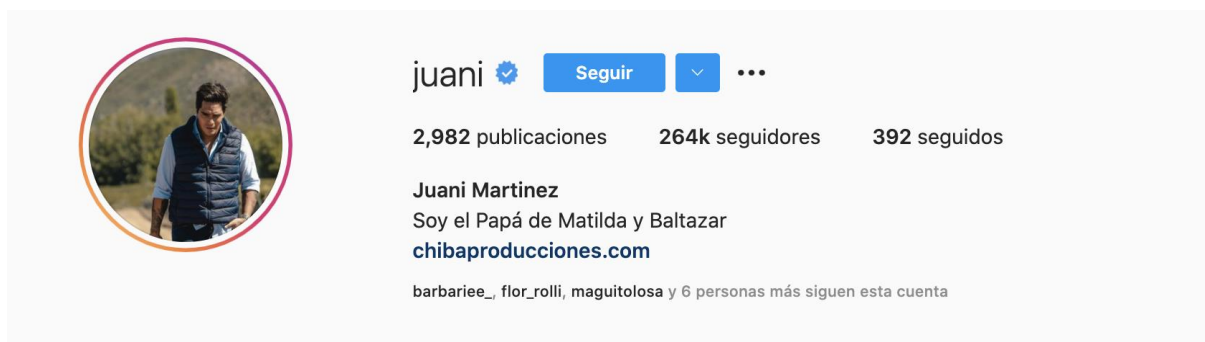 juani Seguir
2,982 publicaciones 264k seguidores 392 seguidos
Juani Martinez
Soy el Papá de Matilda y Baltazar
chibaproducciones.com
barbariee_, flor_rolli, maguitolosa y 6 personas más siguen esta cuenta